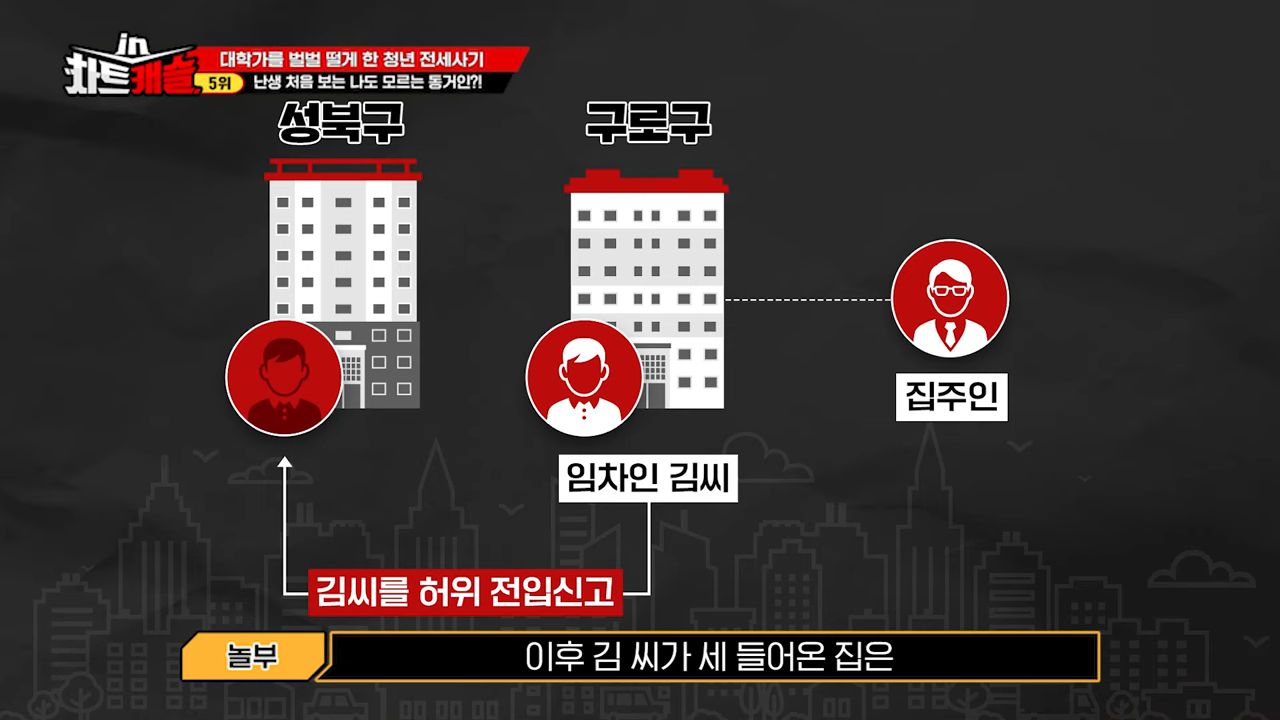 in
차트캐슬
대학가를 벌벌 떨게 한 청년 전세사기
5위
난생 처음 보는 나도 모르는 동거인?!
성북구
구로구
집주인
임차인 김씨
김씨를 허위 전입신고
놀부
이후 김 씨가 세 들어온 집은